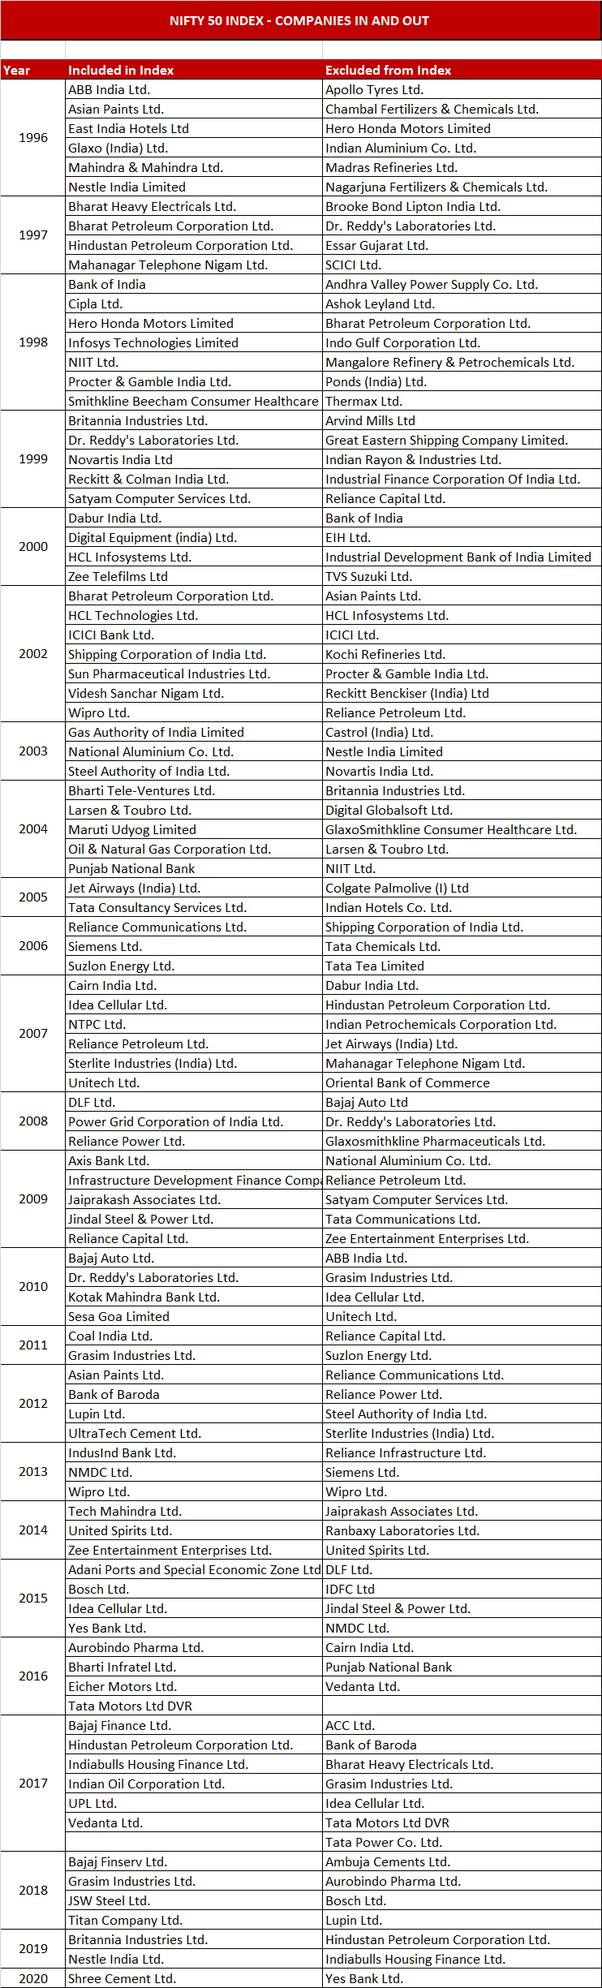 NIFTY 50 INDEX - COMPANIES IN AND OUT
Year Included in Index Excluded from Index
1996
ABB India Ltd. Apollo Tyres Ltd.
Asian Paints Ltd. Chambal Fertilizers & Chemicals Ltd.
East India Hotels Ltd Hero Honda Motors Limited
Glaxo (India) Ltd. Indian Aluminium Co. Ltd.
Mahindra & Mahindra Ltd. Madras Refineries Ltd.
Nestle India Limited Nagarjuna Fertilizers & Chemicals Ltd.
1997
Bharat Heavy Electricals Ltd. Brooke Bond Lipton India Ltd.
Bharat Petroleum Corporation Ltd. Dr. Reddy's Laboratories Ltd.
Hindustan Petroleum Corporation Ltd. Essar Gujarat Ltd.
Mahanagar Telephone Nigam Ltd. SCICI Ltd.
1998
Bank of India Andhra Valley Power Supply Co. Ltd.
Cipla Ltd. Ashok Leyland Ltd.
Hero Honda Motors Limited Bharat Petroleum Corporation Ltd.
Infosys Technologies Limited Indo Gulf Corporation Ltd.
NIIT Ltd. Mangalore Refinery & Petrochemicals Ltd.
Procter & Gamble India Ltd. Ponds (India) Ltd.
Smithkline Beecham Consumer Healthcare Thermax Ltd.
1999
Britannia Industries Ltd. Arvind Mills Ltd
Dr. Reddy's Laboratories Ltd. Great Eastern Shipping Company Limited.
Novartis India Ltd Indian Rayon & Industries Ltd.
Reckitt & Colman India Ltd. Industrial Finance Corporation Of India Ltd.
Satyam Computer Services Ltd. Reliance Capital Ltd.
2000
Dabur India Ltd. Bank of India
Digital Equipment (india) Ltd. EIH Ltd.
HCL Infosystems Ltd. Industrial Development Bank of India Limited
Zee Telefilms Ltd TVS Suzuki Ltd.
2002
Bharat Petroleum Corporation Ltd. Asian Paints Ltd.
HCL Technologies Ltd. HCL Infosystems Ltd.
ICICI Bank Ltd. ICICI Ltd.
Shipping Corporation of India Ltd. Kochi Refineries Ltd.
Sun Pharmaceutical Industries Ltd. Procter & Gamble India Ltd.
Videsh Sanchar Nigam Ltd. Reckitt Benckiser (India) Ltd
Wipro Ltd. Reliance Petroleum Ltd.
2003
Gas Authority of India Limited Castrol (India) Ltd.
National Aluminium Co. Ltd. Nestle India Limited
Steel Authority of India Ltd. Novartis India Ltd.
2004
Bharti Tele-Ventures Ltd. Britannia Industries Ltd.
Larsen & Toubro Ltd. Digital Globalsoft Ltd.
Maruti Udyog Limited GlaxoSmithkline Consumer Healthcare Ltd.
Oil & Natural Gas Corporation Ltd. Larsen & Toubro Ltd.
Punjab National Bank NIIT Ltd.
2005
Jet Airways (India) Ltd. Colgate Palmolive (I) Ltd
Tata Consultancy Services Ltd. Indian Hotels Co. Ltd.
2006
Reliance Communications Ltd. Shipping Corporation of India Ltd.
Siemens Ltd. Tata Chemicals Ltd.
Suzlon Energy Ltd. Tata Tea Limited
2007
Cairn India Ltd. Dabur India Ltd.
Idea Cellular Ltd. Hindustan Petroleum Corporation Ltd.
NTPC Ltd. Indian Petrochemicals Corporation Ltd.
Reliance Petroleum Ltd. Jet Airways (India) Ltd.
Sterlite Industries (India) Ltd. Mahanagar Telephone Nigam Ltd.
Unitech Ltd. Oriental Bank of Commerce
2008
DLF Ltd. Bajaj Auto Ltd
Power Grid Corporation of India Ltd. Dr. Reddy's Laboratories Ltd.
Reliance Power Ltd. Glaxosmithkline Pharmaceuticals Ltd.
2009
Axis Bank Ltd. National Aluminium Co. Ltd.
Infrastructure Development Finance Compa Reliance Petroleum Ltd.
Jaiprakash Associates Ltd. Satyam Computer Services Ltd.
Jindal Steel & Power Ltd. Tata Communications Ltd.
Reliance Capital Ltd. Zee Entertainment Enterprises Ltd.
2010
Bajaj Auto Ltd. ABB India Ltd.
Dr. Reddy's Laboratories Ltd. Grasim Industries Ltd.
Kotak Mahindra Bank Ltd. Idea Cellular Ltd.
Sesa Goa Limited Unitech Ltd.
2011
Coal India Ltd. Reliance Capital Ltd.
Grasim Industries Ltd. Suzlon Energy Ltd.
2012
Asian Paints Ltd. Reliance Communications Ltd.
Bank of Baroda Reliance Power Ltd.
Lupin Ltd. Steel Authority of India Ltd.
UltraTech Cement Ltd. Sterlite Industries (India) Ltd.
2013
IndusInd Bank Ltd. Reliance Infrastructure Ltd.
NMDC Ltd. Siemens Ltd.
Wipro Ltd. Wipro Ltd.
2014
Tech Mahindra Ltd. Jaiprakash Associates Ltd.
United Spirits Ltd. Ranbaxy Laboratories Ltd.
Zee Entertainment Enterprises Ltd. United Spirits Ltd.
2015
Adani Ports and Special Economic Zone Ltd DLF Ltd.
Bosch Ltd. IDFC Ltd
Idea Cellular Ltd. Jindal Steel & Power Ltd.
Yes Bank Ltd. NMDC Ltd.
2016
Aurobindo Pharma Ltd. Cairn India Ltd.
Bharti Infratel Ltd. Punjab National Bank
Eicher Motors Ltd. Vedanta Ltd.
Tata Motors Ltd DVR
2017
Bajaj Finance Ltd. ACC Ltd.
Hindustan Petroleum Corporation Ltd. Bank of Baroda
Indiabulls Housing Finance Ltd. Bharat Heavy Electricals Ltd.
Indian Oil Corporation Ltd. Grasim Industries Ltd.
UPL Ltd. Idea Cellular Ltd.
Vedanta Ltd. Tata Motors Ltd DVR
Tata Power Co. Ltd.
2018
Bajaj Finserv Ltd. Ambuja Cements Ltd.
Grasim Industries Ltd. Aurobindo Pharma Ltd.
JSW Steel Ltd. Bosch Ltd.
Titan Company Ltd. Lupin Ltd.
2019
Britannia Industries Ltd. Hindustan Petroleum Corporation Ltd.
Nestle India Ltd. Indiabulls Housing Finance Ltd.
2020 Shree Cement Ltd. Yes Bank Ltd.